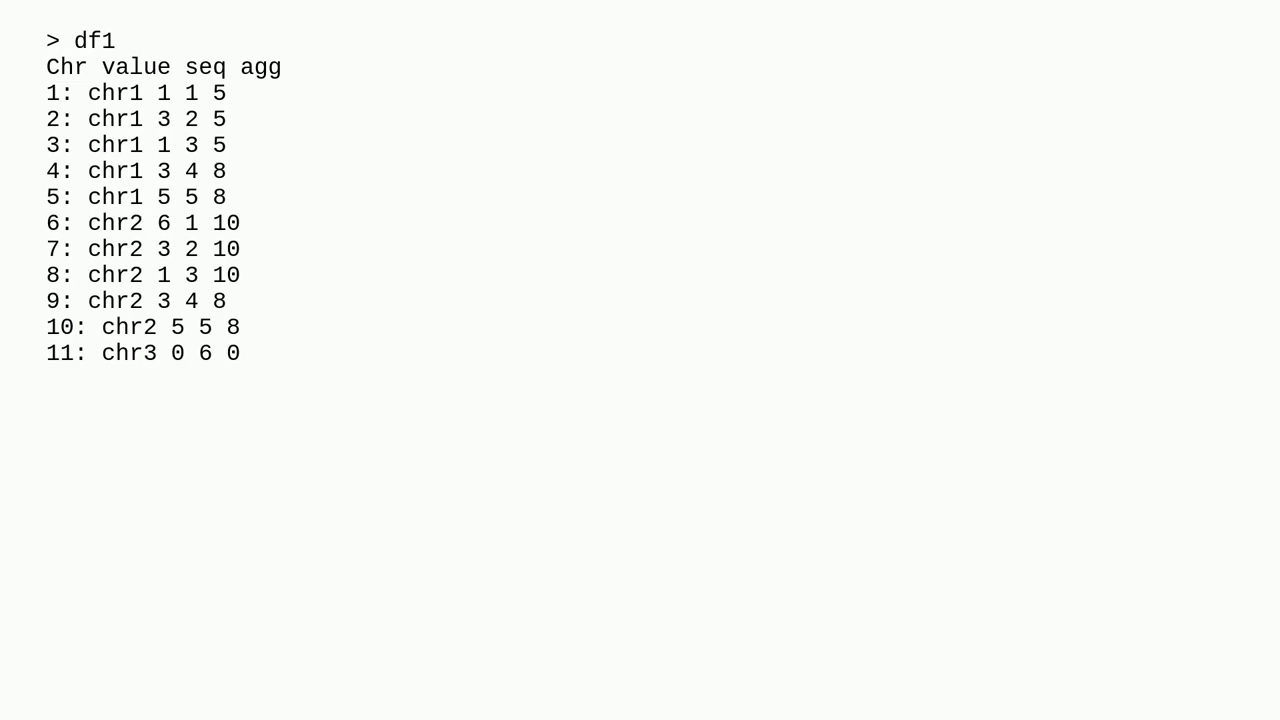 > df1
Chr value seq agg
1: chr1 1 1 5
2: chr1 3 2 5
3: chr1 1 3 5
4: chr1 3 4 8
5: chr1 5 5 8
6: chr2 6 1 10
7: chr2 3 2 10
8: chr2 1 3 10
9: chr2 3 4 8
10: chr2 5 5 8
11: chr3 0 6 0